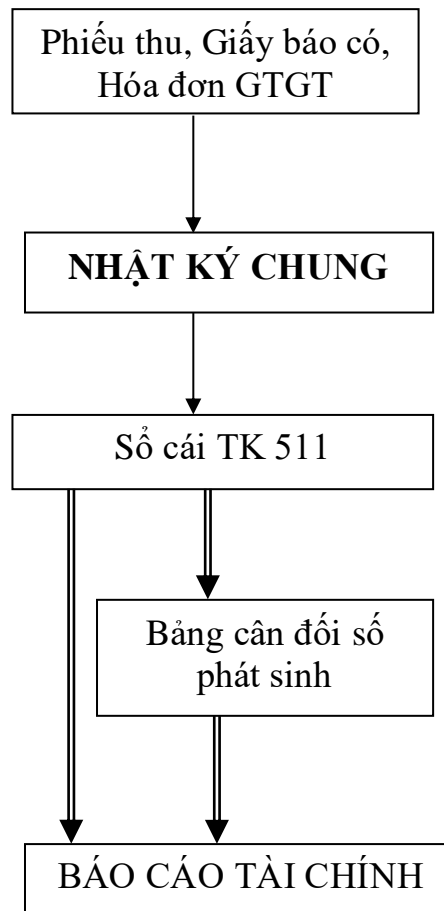 Phiếu thu, Giấy báo có,
Hóa đơn GTGT
NHẬT KÝ CHUNG
Sổ cái TK 511
Bảng cân đối số
phát sinh
BÁO CÁO TÀI CHÍNH